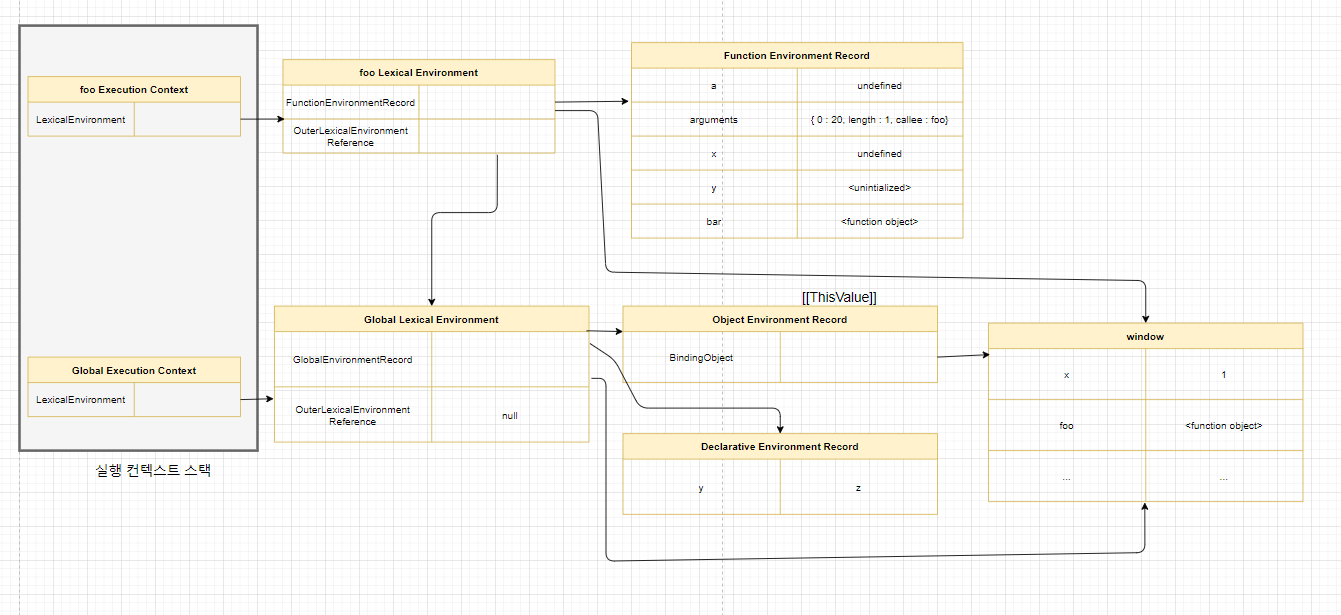 foo Execution Context
LexicalEnvironment
Global Execution Context
LexicalEnvironment
실행 컨텍스트 스택
foo Lexical Environment
FunctionEnvironmentRecord
OuterLexicalEnvironment
Reference
Function Environment Record
a undefined
arguments { 0 : 20, length : 1, callee : foo}
x undefined
y <unintialized>
bar <function object>
Global Lexical Environment
GlobalEnvironmentRecord
OuterLexicalEnvironment
Reference
null
[[ThisValue]]
Object Environment Record
BindingObject
Declarative Environment Record
y z
window
x 1
foo <function object>
... ...